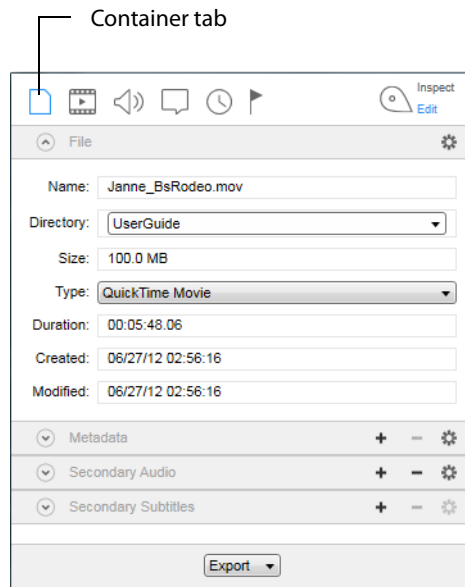 Container tab
Inspect
Edit
File
Name: Janne_BsRodeo.mov
Directory: UserGuide
Size: 100.0 MB
Type: QuickTime Movie
Duration: 00:05:48.06
Created: 06/27/12 02:56:16
Modified: 06/27/12 02:56:16
Metadata
Secondary Audio
Secondary Subtitles
Export